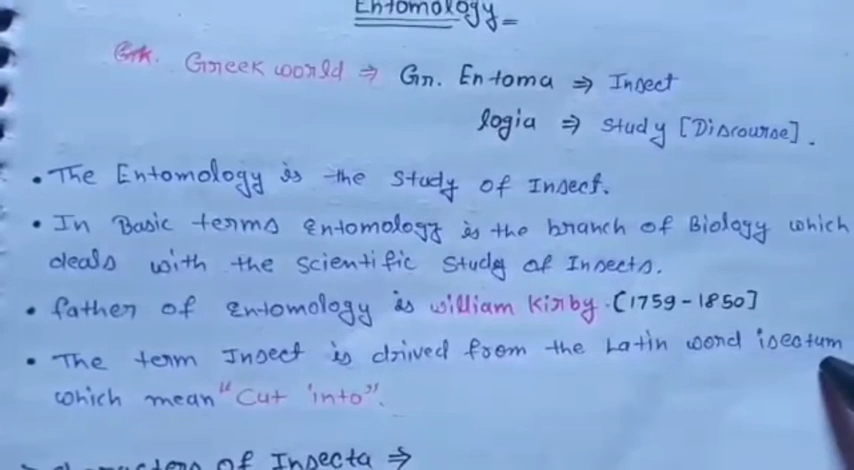 Entomology =
Grk. Greek world ⇒ Gr. Entoma ⇒ Insect
logia ⇒ Study [Discourse].
• The Entomology is the study of Insect.
• In Basic terms entomology is the branch of Biology which
deals with the scientific study of Insects.
• father of entomology is william Kirby. [1759-1850]
• The term Insect is drived from the Latin word isectum
which mean "Cut into".
of Insecta ⇒